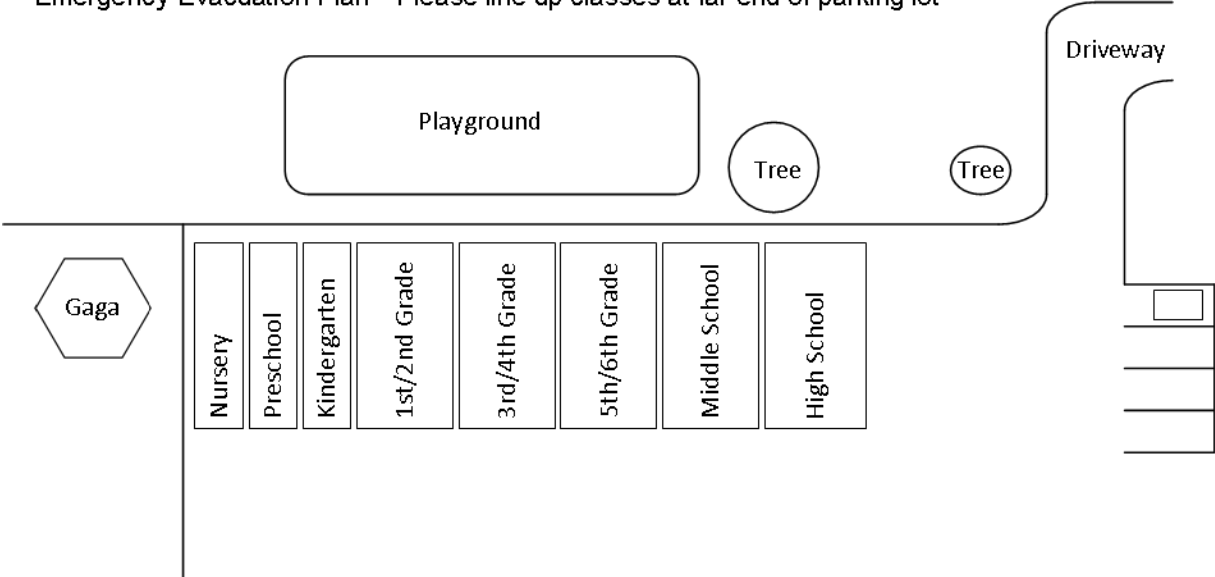 Emergency Evacuation Plan - Please line up classes at far end of parking lot
Driveway
Playground
Tree
Tree
Gaga
Nursery
Preschool
Kindergarten
1st/2nd Grade
3rd/4th Grade
5th/6th Grade
Middle School
High School